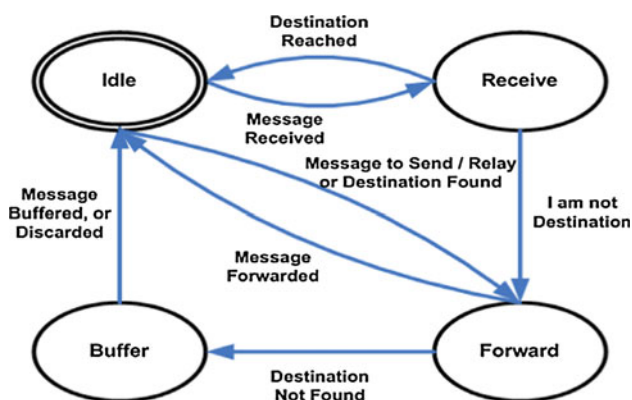 Destination
Reached
Idle
Receive
Message
Received
Message to Send / Relay
or Destination Found
Message
Buffered, or
Discarded
I am not
Destination
Message
Forwarded
Buffer
Forward
Destination
Not Found